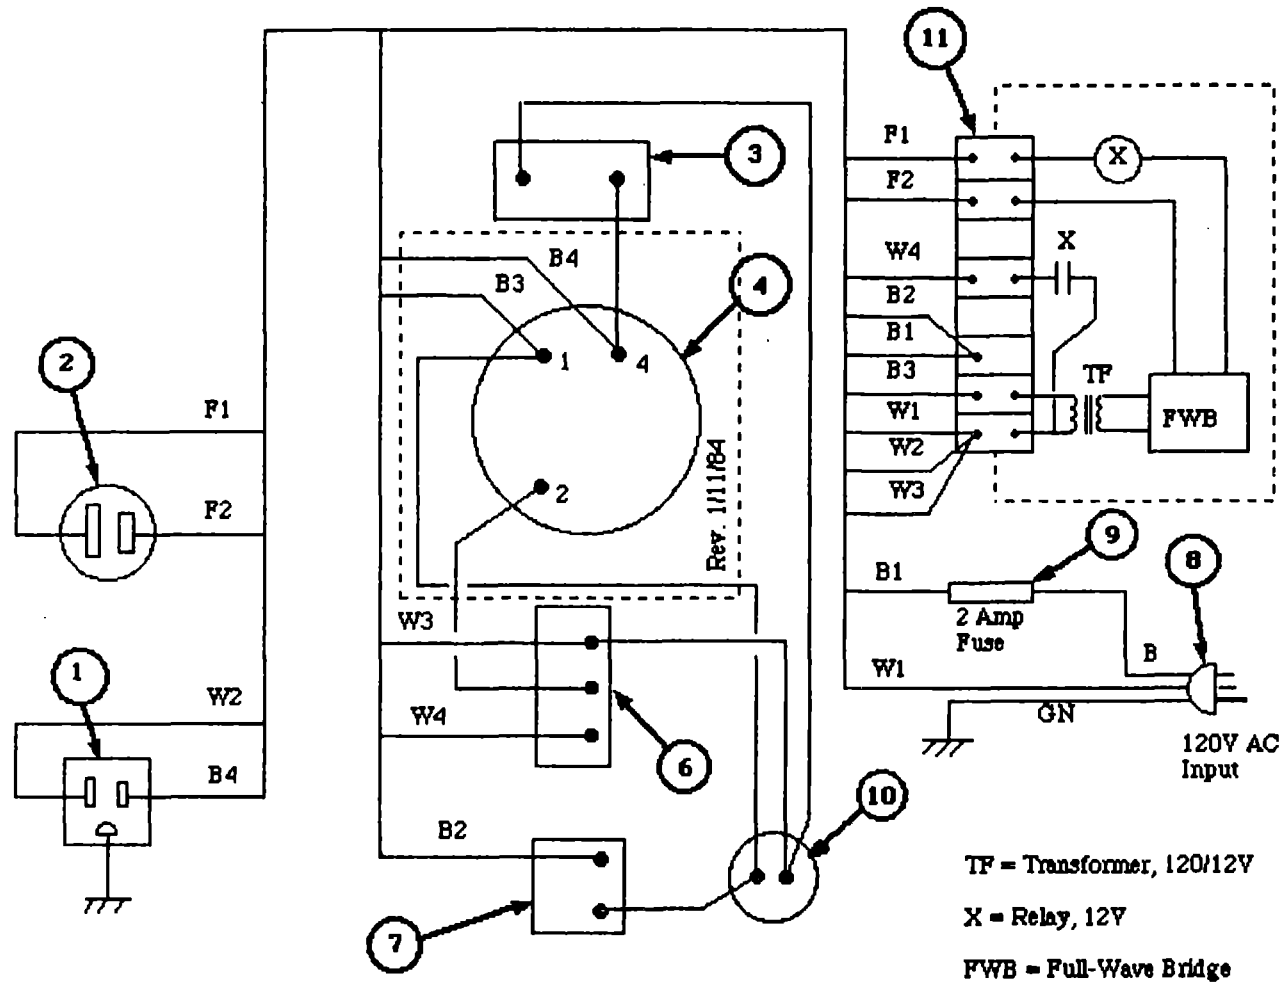 11
F1
X
F2
3
W4
X
B4
B3
B2
4
B1
1
4
B3
TF
2
W1
FWB
F1
W2
W3
2
F2
Rev. 1/11/84
9
8
B1
2 Amp
Fuse
W3
B
W1
1
GN
W2
W4
120V AC
Input
6
B4
10
B2
7
TF = Transformer, 120/12V
X = Relay, 12V
FWB = Full-Wave Bridge